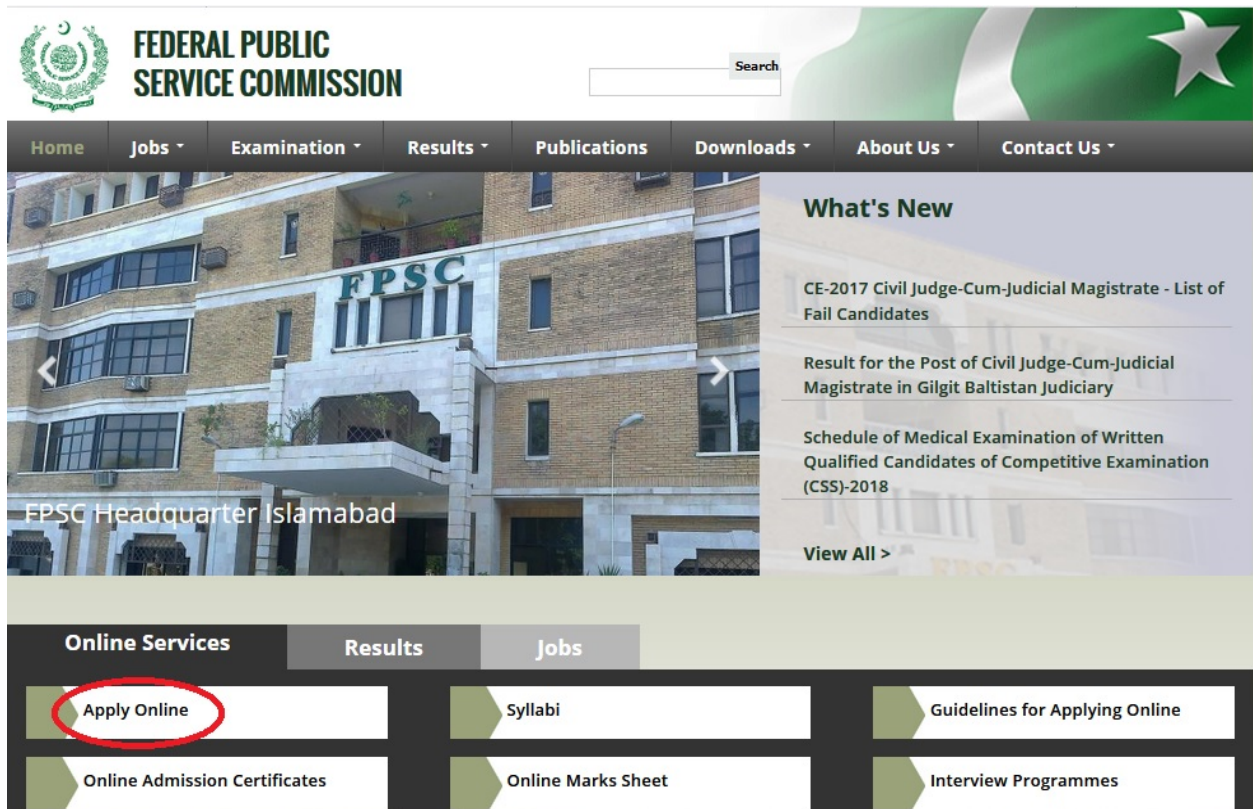 FEDERAL PUBLIC
SERVICE COMMISSION
Search
Home
Jobs
Examination
Results
Publications
Downloads
About Us
Contact Us
FPSC
FPSC Headquarter Islamabad
What's New
CE-2017 Civil Judge-Cum-Judicial Magistrate - List of
Fail Candidates
Result for the Post of Civil Judge-Cum-Judicial
Magistrate in Gilgit Baltistan Judiciary
Schedule of Medical Examination of Written
Qualified Candidates of Competitive Examination
(CSS)-2018
View All >
Online Services
Results
Jobs
Apply Online
Syllabi
Guidelines for Applying Online
Online Admission Certificates
Online Marks Sheet
Interview Programmes